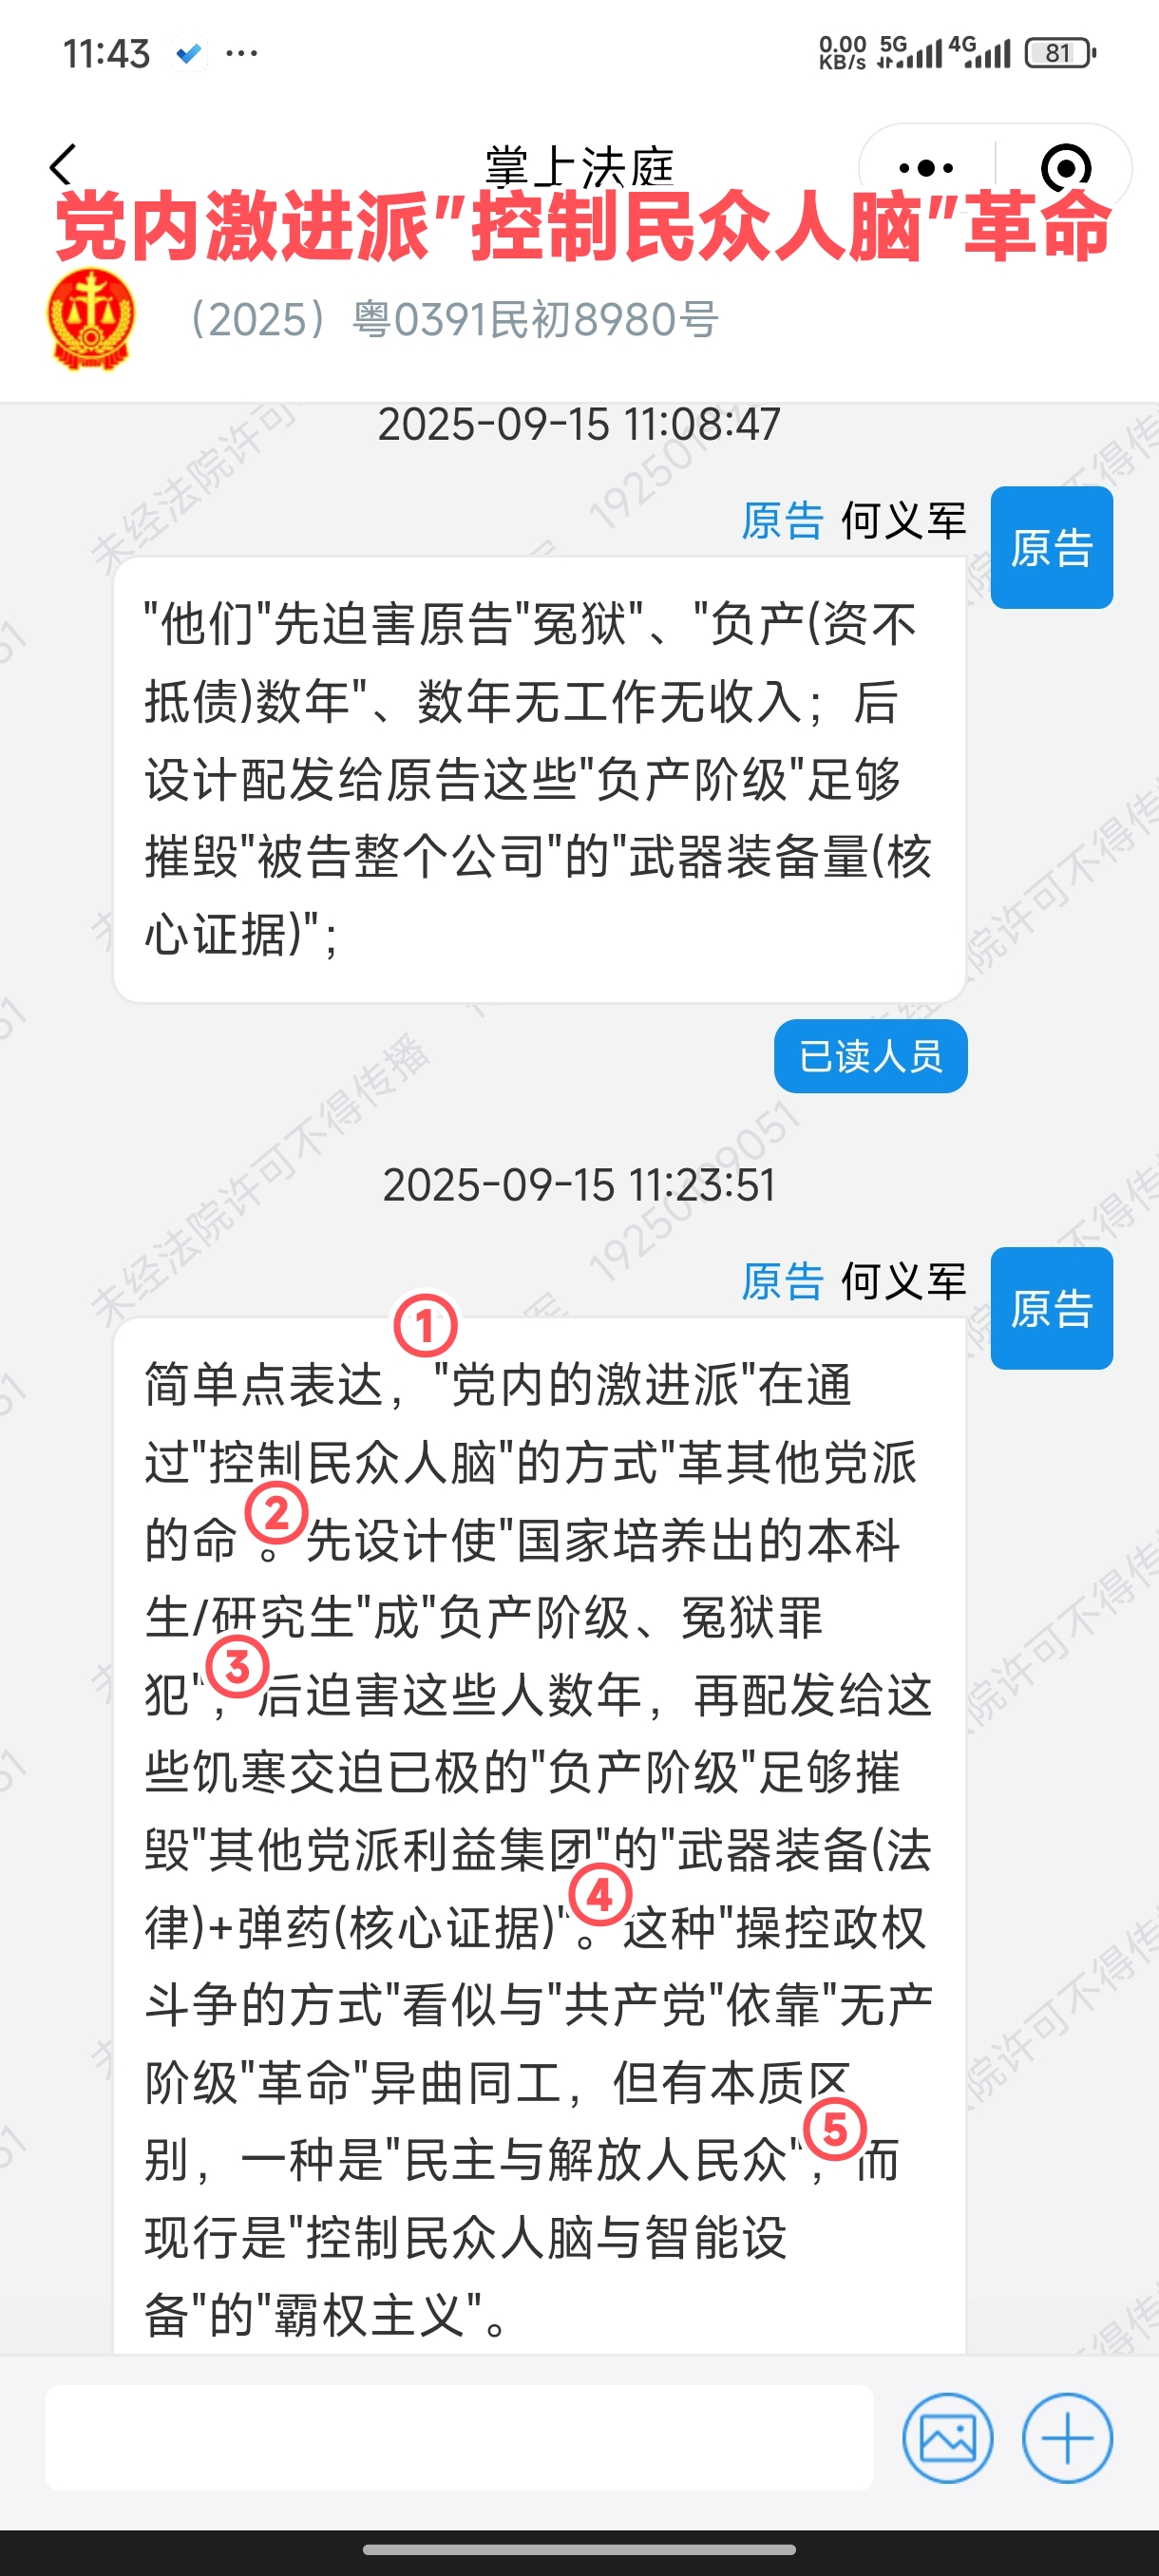 11:43
0.00 KB/s 5G 4G 81
掌上法庭
党内激进派"控制民众人脑"革命
（2025）粤0391民初8980号
2025-09-15 11:08:47
原告 何义军
原告
"他们"先迫害原告"冤狱"、"负产(资不
抵债)数年"、数年无工作无收入；后
设计配发给原告这些"负产阶级"足够
摧毁"被告整个公司"的"武器装备量(核
心证据)"；
已读人员
2025-09-15 11:23:51
原告 何义军
原告
①
简单点表达，"党内的激进派"在通
过"控制民众人脑"的方式"革其他党派
②
的命 。先设计使"国家培养出的本科
生/研究生"成"负产阶级、冤狱罪
③
犯"，后迫害这些人数年，再配发给这
些饥寒交迫已极的"负产阶级"足够摧
毁"其他党派利益集团"的"武器装备(法
④
律)+弹药(核心证据)"。这种"操控政权
斗争的方式"看似与"共产党"依靠"无产
阶级"革命"异曲同工，但有本质区
⑤
别，一种是"民主与解放人民众"，而
现行是"控制民众人脑与智能设
备"的"霸权主义"。
未经法院许可不得传播
19250199051